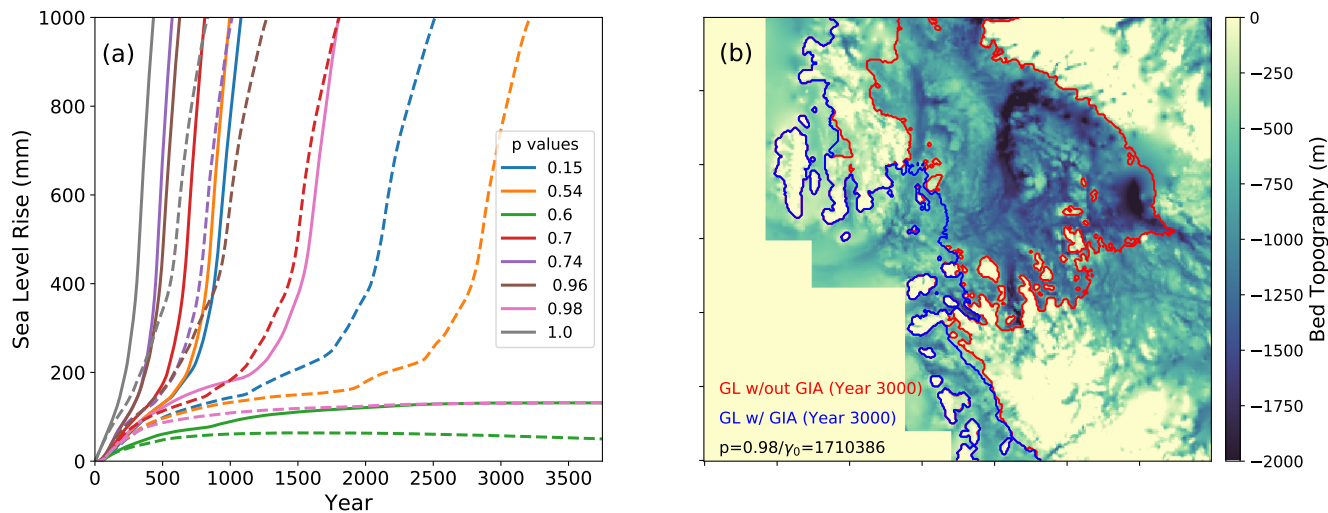 (a)
Sea Level Rise (mm)
1000
800
600
400
200
0
p values
0.15
0.54
0.6
0.7
0.74
0.96
0.98
1.0
0 500 1000 1500 2000 2500 3000 3500
Year
(b)
GL w/out GIA (Year 3000)
GL w/ GIA (Year 3000)
p=0.98/γ₀=1710386
0
−250
−500
−750
−1000
−1250
−1500
−1750
−2000
Bed Topography (m)